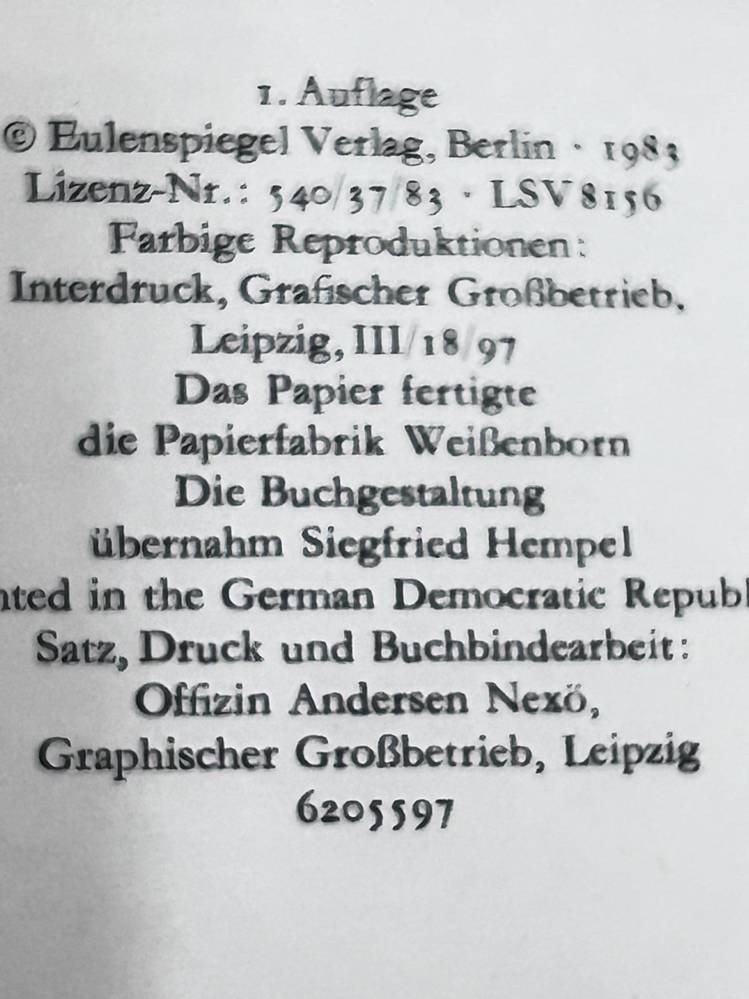 1. Auflage
© Eulenspiegel Verlag, Berlin · 1983
Lizenz-Nr.: 540/37/83 · LSV 8156
Farbige Reproduktionen:
Interdruck, Grafischer Großbetrieb,
Leipzig, III/18/97
Das Papier fertigte
die Papierfabrik Weißenborn
Die Buchgestaltung
übernahm Siegfried Hempel
nted in the German Democratic Republ
Satz, Druck und Buchbindearbeit:
Offizin Andersen Nexö,
Graphischer Großbetrieb, Leipzig
6205597